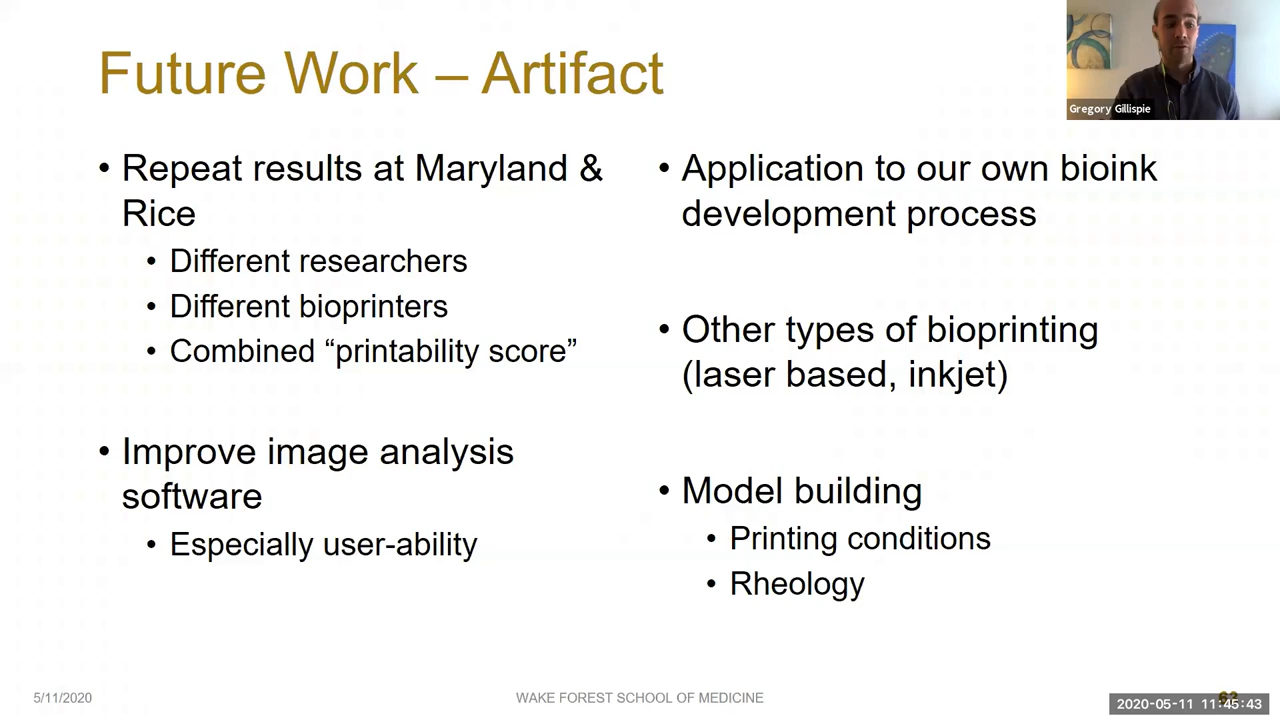 Future Work – Artifact
Gregory Gillispie
• Repeat results at Maryland &
Rice
• Different researchers
• Different bioprinters
• Combined “printability score”
• Improve image analysis
software
• Especially user-ability
• Application to our own bioink
development process
• Other types of bioprinting
(laser based, inkjet)
• Model building
• Printing conditions
• Rheology
5/11/2020
WAKE FOREST SCHOOL OF MEDICINE
2020-05-11 11:45:43